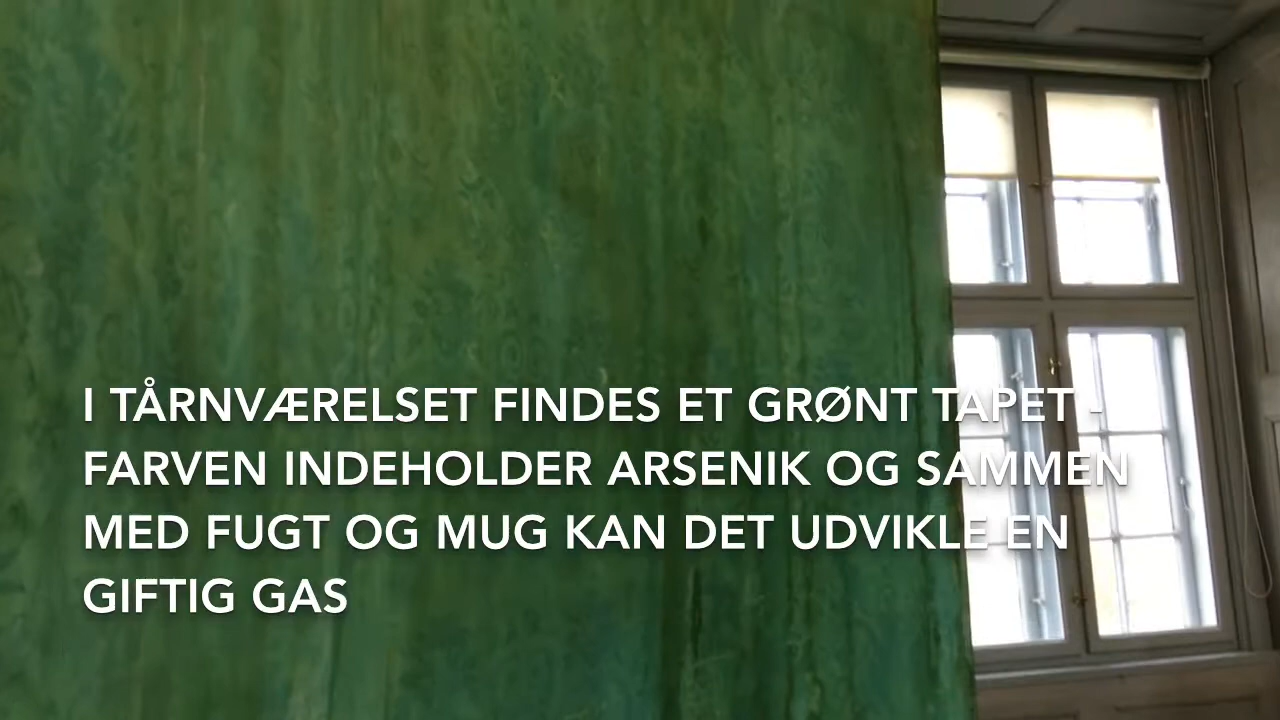 I TÅRNVÆRELSET FINDES ET GRØNT TAPET -
FARVEN INDEHOLDER ARSENIK OG SAMMEN
MED FUGT OG MUG KAN DET UDVIKLE EN
GIFTIG GAS